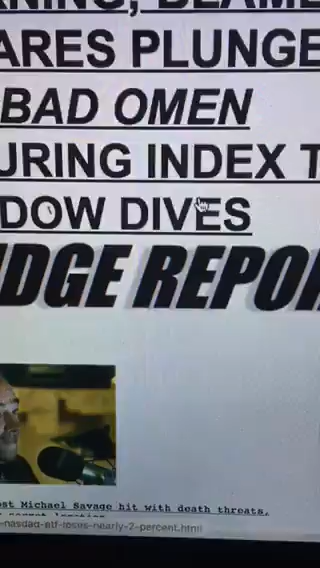 ARES PLUNGE
BAD OMEN
URING INDEX T
DOW DIVES
DGE REPOR
st Michael Savage hit with death threats,
-nasdaq-etf-loses-nearly-2-percent.html